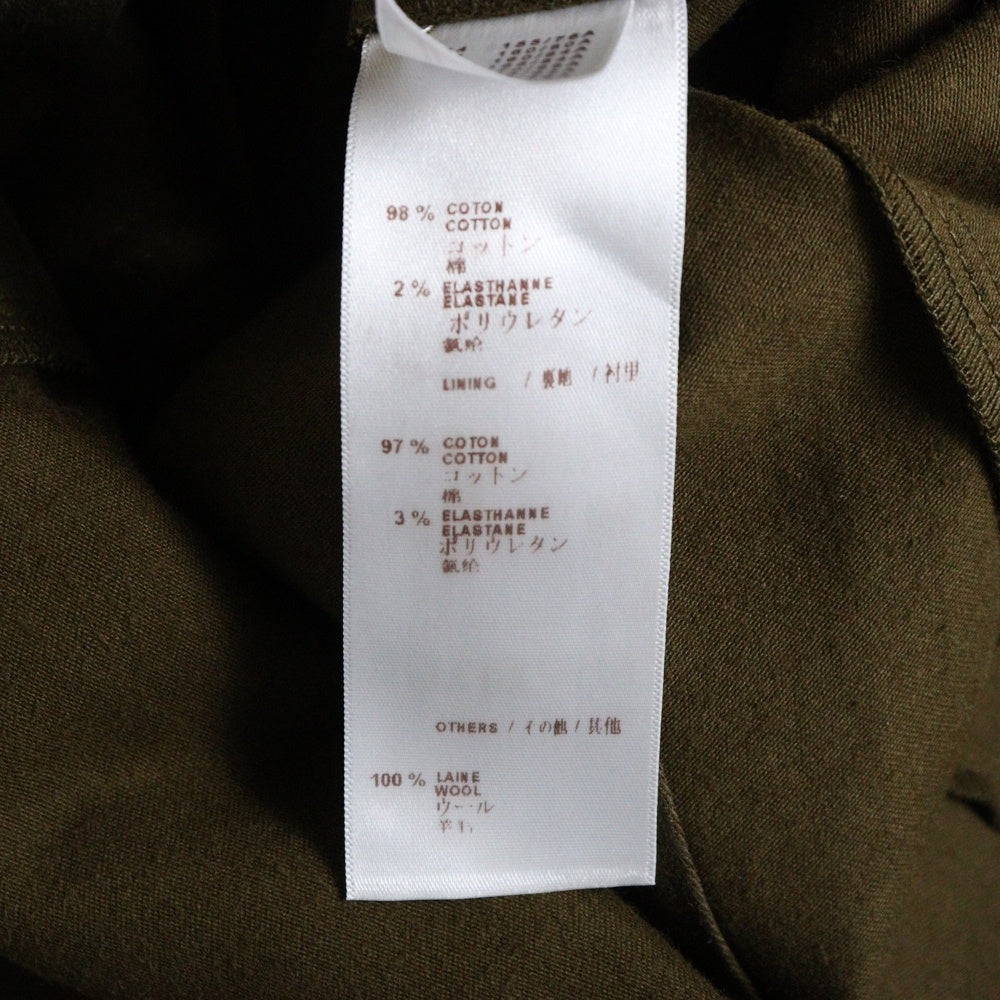 98 % COTON
COTTON
コットン
棉
2 % ELASTHANNE
ELASTANE
ポリウレタン
氨纶
LINING / 裏地 / 衬里
97 % COTON
COTTON
コットン
棉
3 % ELASTHANNE
ELASTANE
ポリウレタン
氨纶
OTHERS / その他 / 其他
100 % LAINE
WOOL
ウール
羊毛